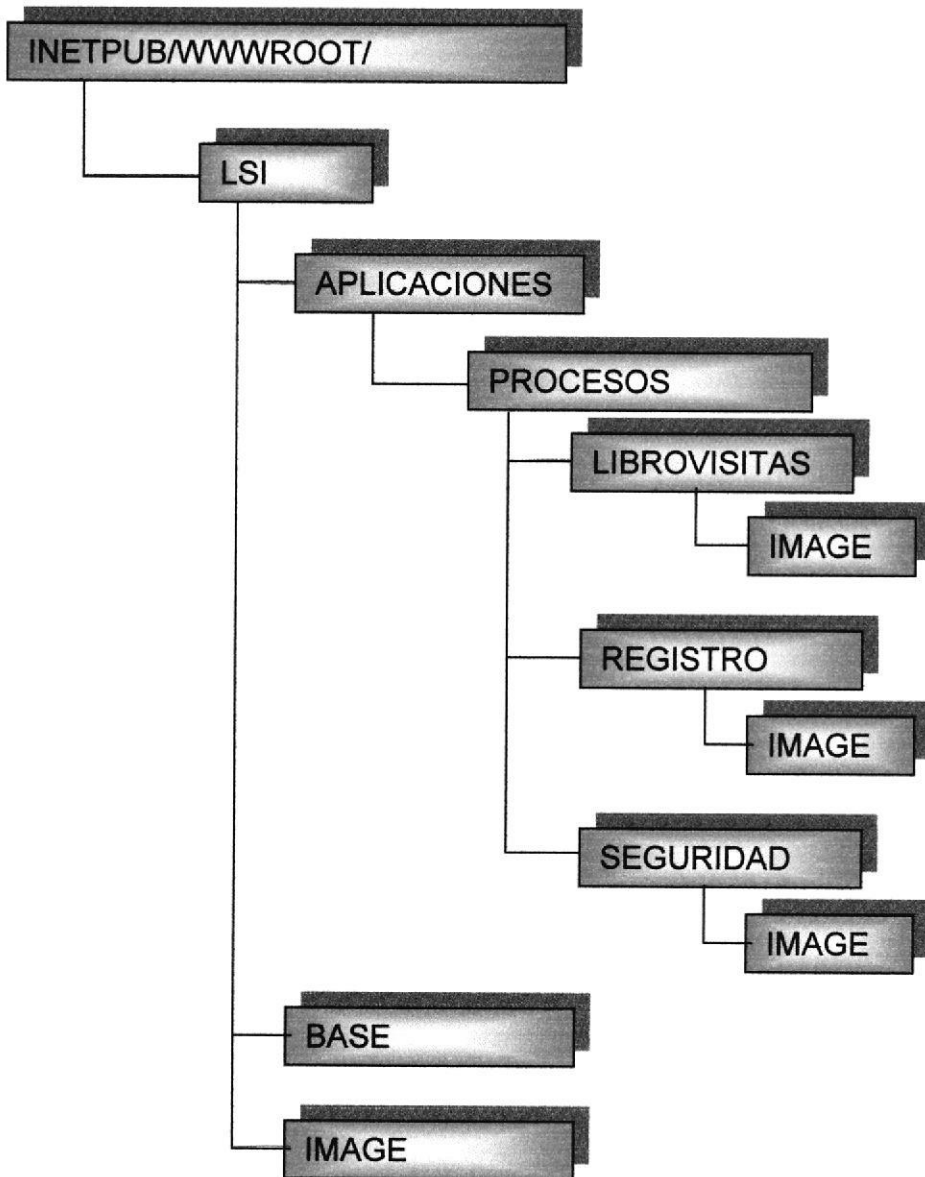 INETPUB/WWWROOT/
LSI
APLICACIONES
PROCESOS
LIBROVISITAS
IMAGE
REGISTRO
IMAGE
SEGURIDAD
IMAGE
BASE
IMAGE